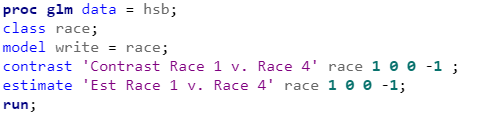 proc glm data = hsb;
class race;
model write = race;
contrast 'Contrast Race 1 v. Race 4' race 1 0 0 -1 ;
estimate 'Est Race 1 v. Race 4' race 1 0 0 -1;
run;